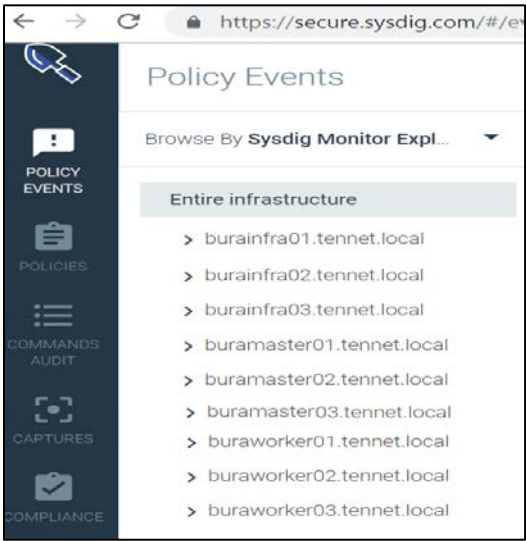 https://secure.sysdig.com/#/e
Policy Events
Browse By Sysdig Monitor Expl...
POLICY
EVENTS
Entire infrastructure
burainfra01.tennet.local
POLICIES
burainfra02.tennet.local
burainfra03.tennet.local
COMMANDS
AUDIT
buramaster01.tennet.local
buramaster02.tennet.local
buramaster03.tennet.local
CAPTURES
buraworker01.tennet.local
buraworker02.tennet.local
COMPLIANCE
buraworker03.tennet.local